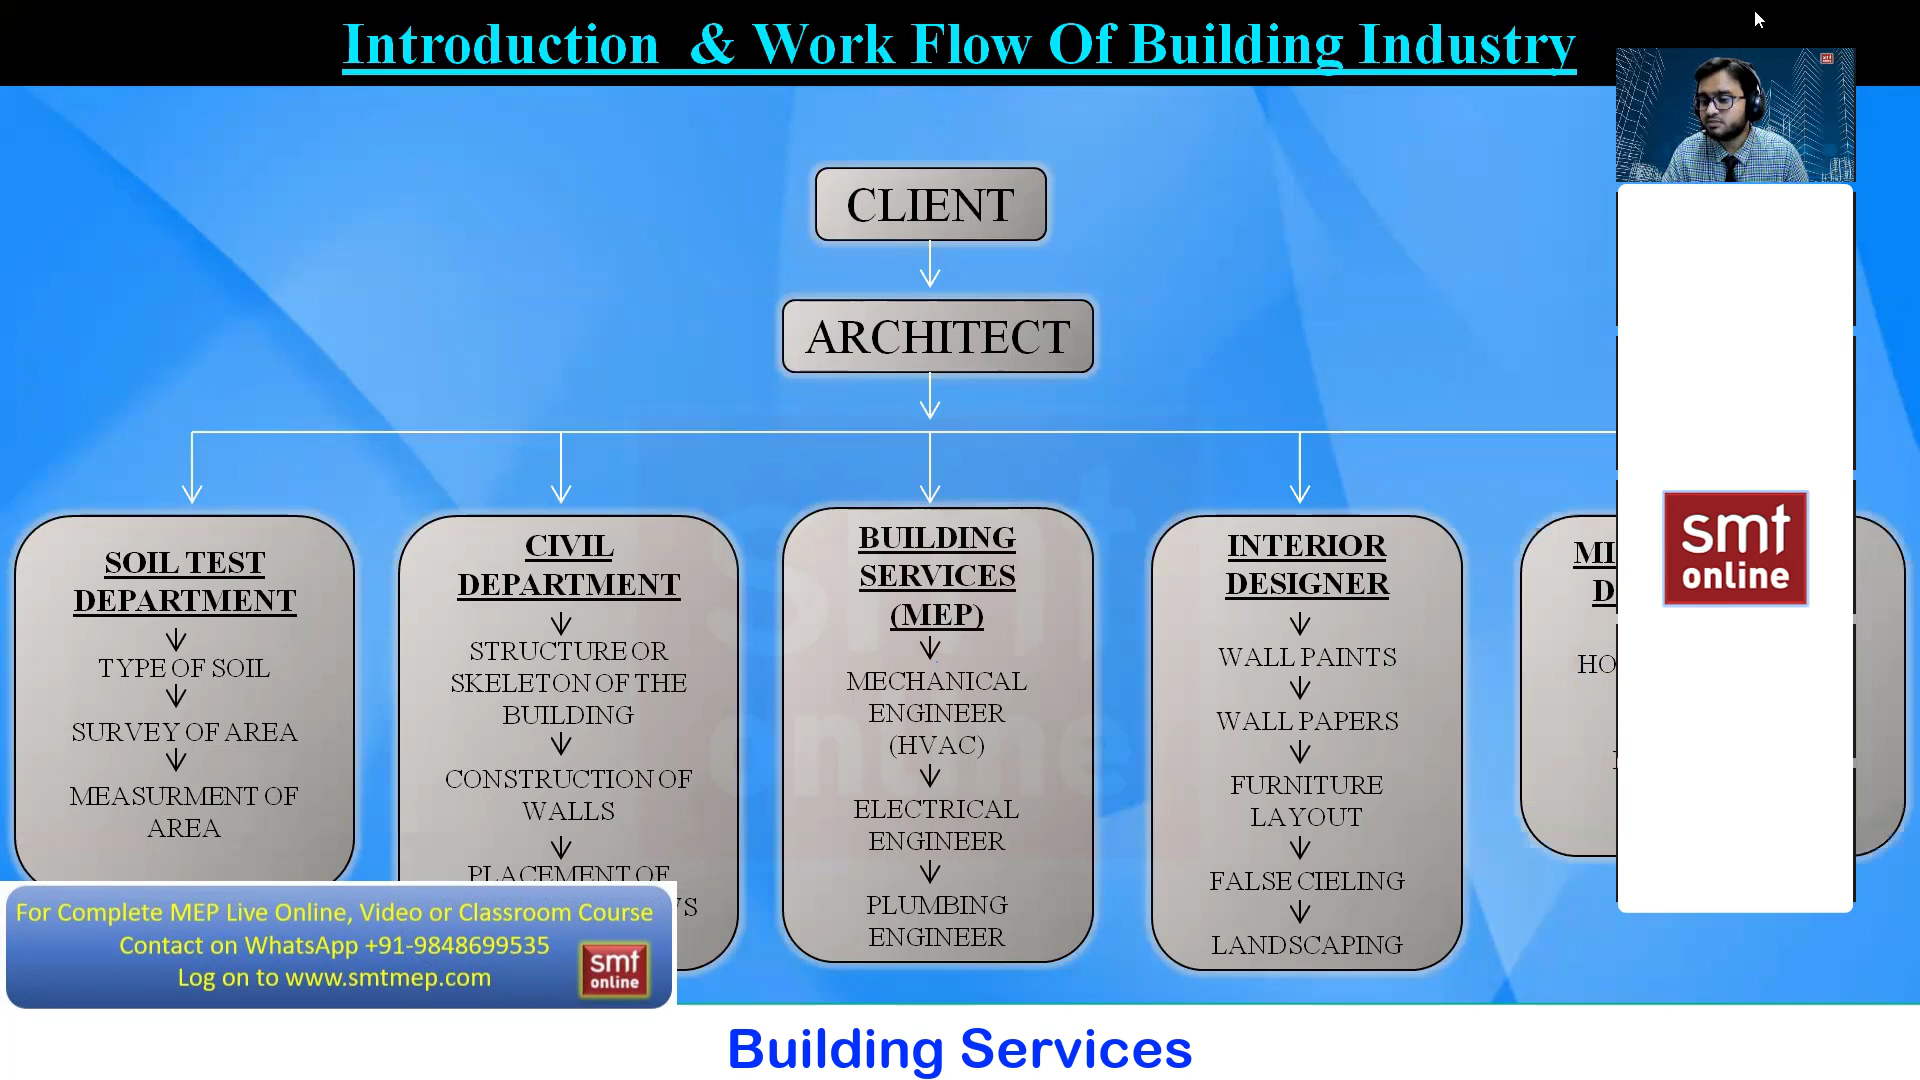 Introduction & Work Flow Of Building Industry
CLIENT
ARCHITECT
SOIL TEST
DEPARTMENT
TYPE OF SOIL
SURVEY OF AREA
MEASURMENT OF
AREA
CIVIL
DEPARTMENT
STRUCTURE OR
SKELETON OF THE
BUILDING
CONSTRUCTION OF
WALLS
PLACEMENT OF
BUILDING
SERVICES
(MEP)
MECHANICAL
ENGINEER
(HVAC)
ELECTRICAL
ENGINEER
PLUMBING
ENGINEER
INTERIOR
DESIGNER
WALL PAINTS
WALL PAPERS
FURNITURE
LAYOUT
FALSE CIELING
LANDSCAPING
smt
online
For Complete MEP Live Online, Video or Classroom Course
Contact on WhatsApp +91-9848699535
Log on to www.smtmep.com
smt
online
Building Services